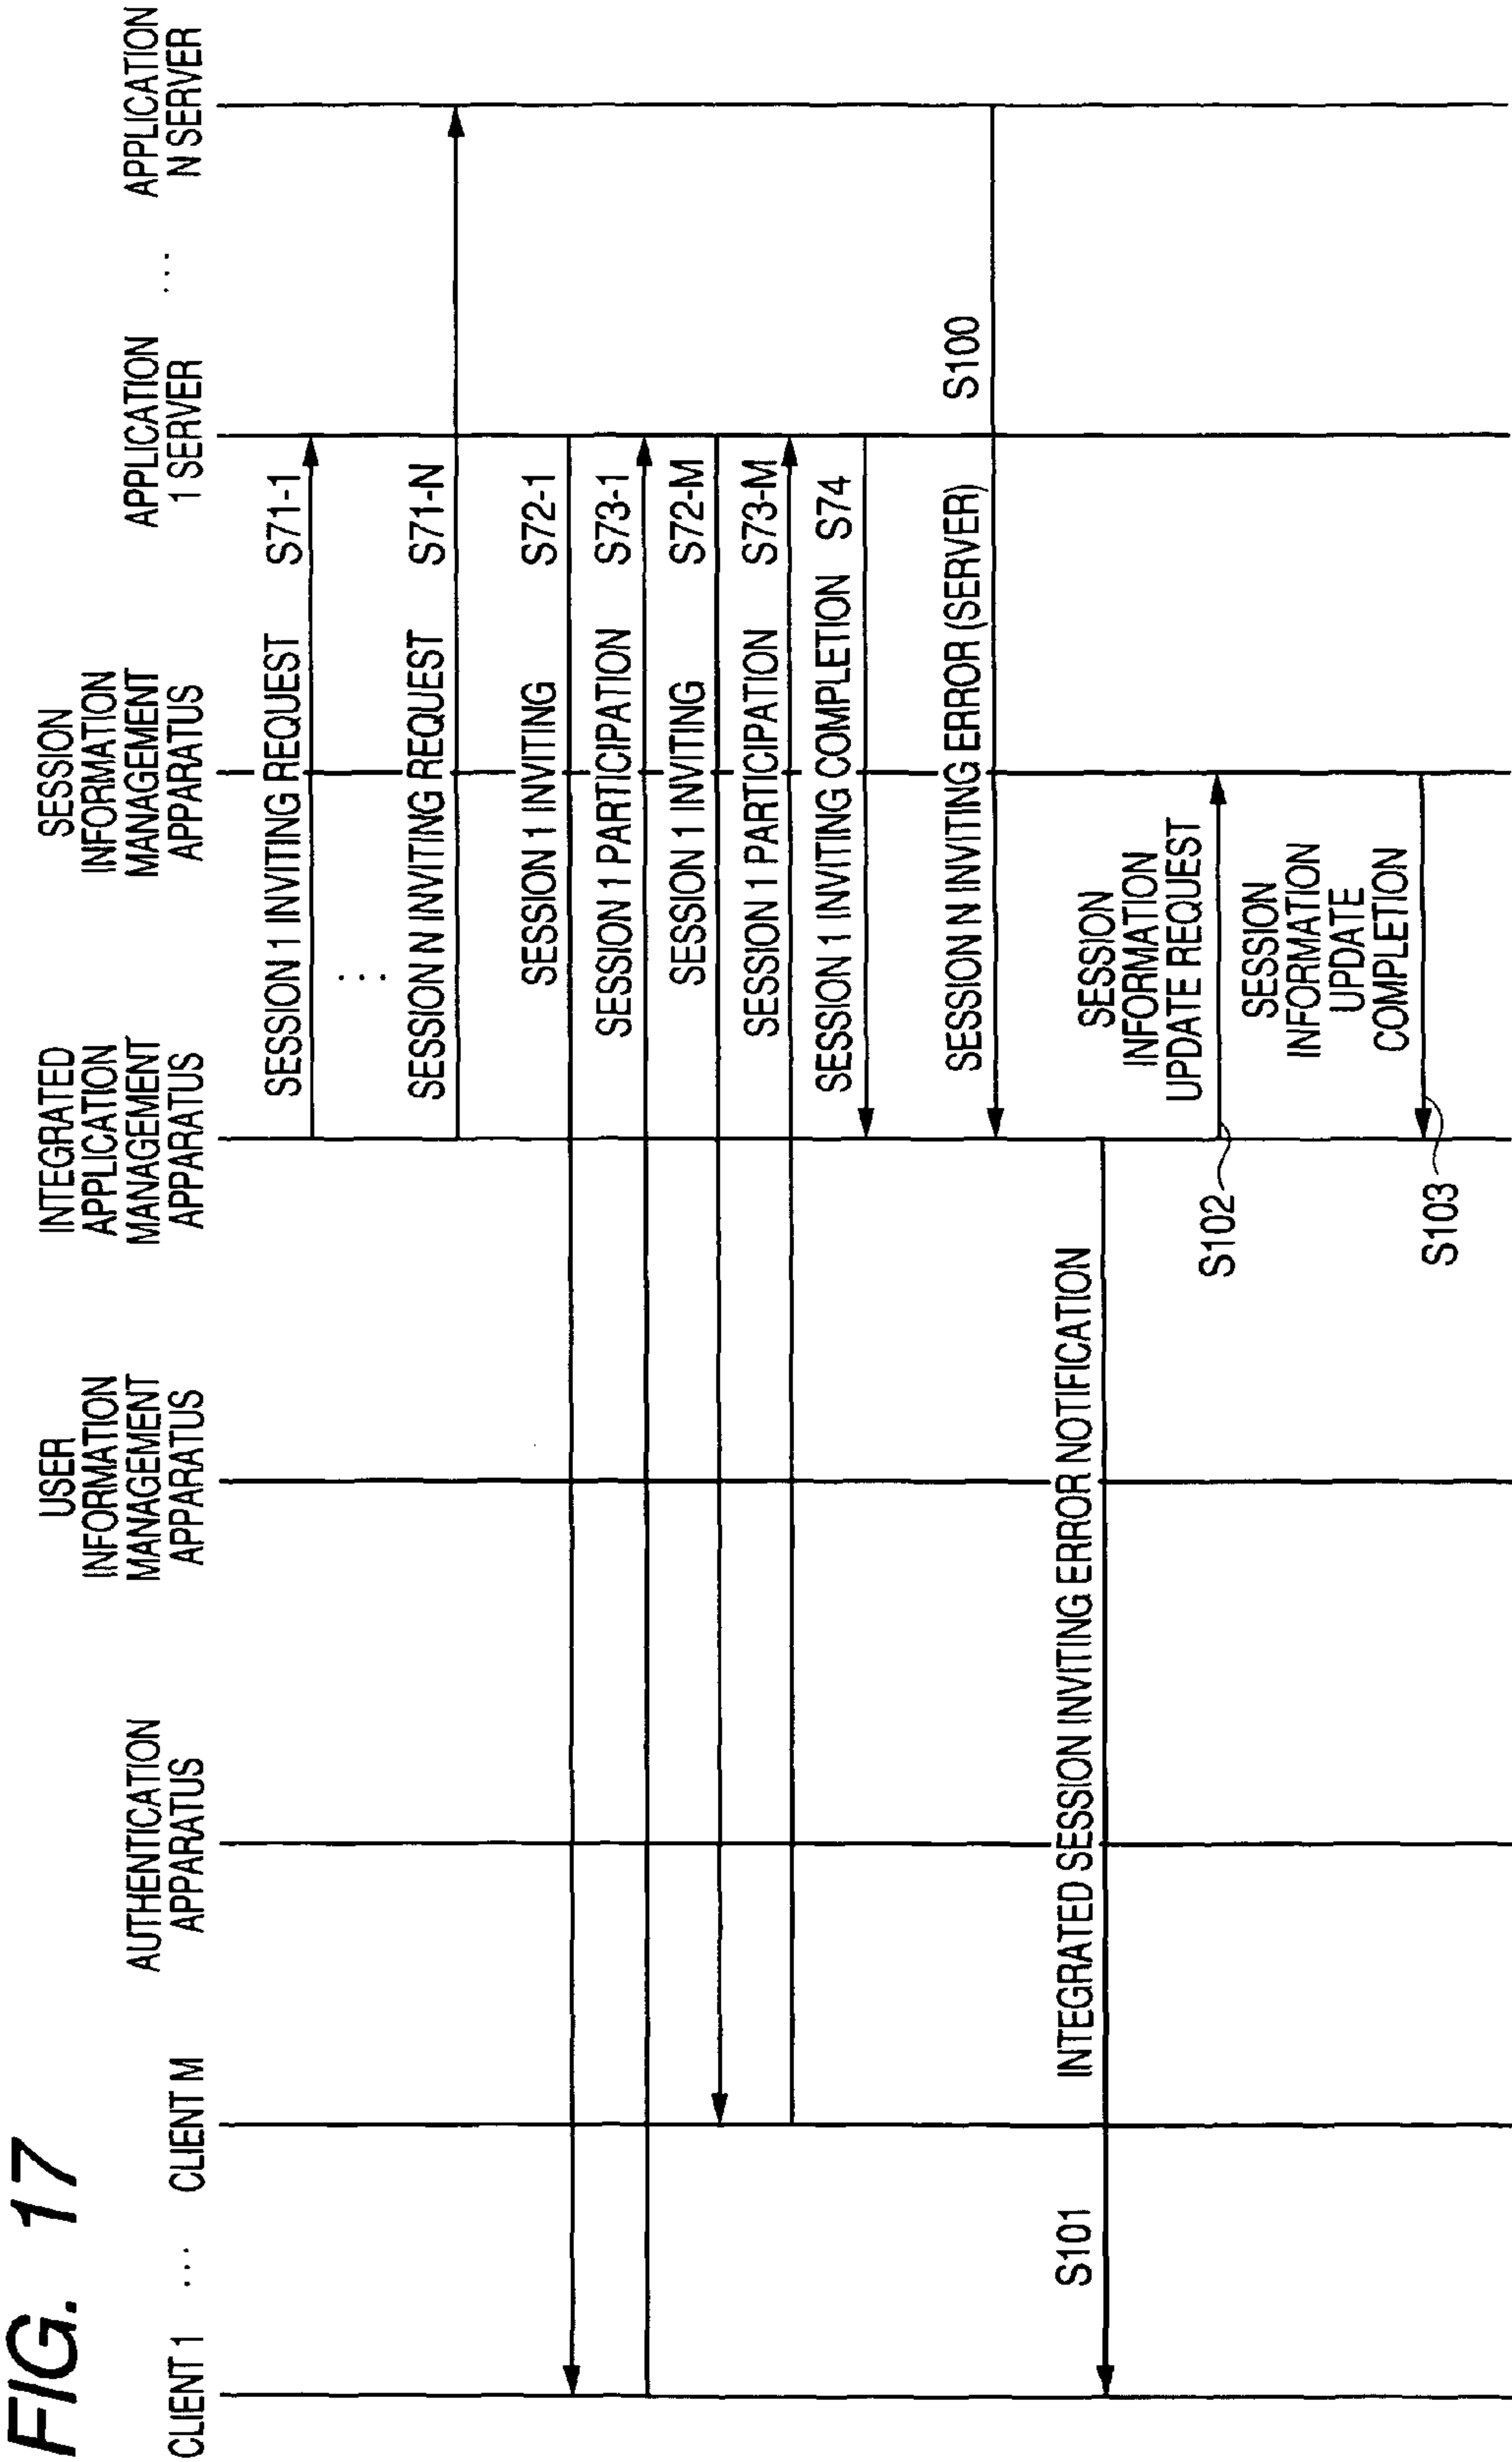 FIG. 17
CLIENT 1
...
CLIENT M
AUTHENTICATION
APPARATUS
USER
INFORMATION
MANAGEMENT
APPARATUS
INTEGRATED
APPLICATION
MANAGEMENT
APPARATUS
SESSION
INFORMATION
MANAGEMENT
APPARATUS
APPLICATION
1 SERVER
...
APPLICATION
N SERVER
SESSION 1 INVITING REQUEST S71-1
...
SESSION N INVITING REQUEST S71-N
SESSION 1 INVITING S72-1
SESSION 1 PARTICIPATION S73-1
SESSION 1 INVITING S72-M
SESSION 1 PARTICIPATION S73-M
SESSION 1 INVITING COMPLETION S74
SESSION N INVITING ERROR (SERVER) S100
S101 INTEGRATED SESSION INVITING ERROR NOTIFICATION
SESSION
INFORMATION
UPDATE REQUEST
S102
SESSION
INFORMATION
UPDATE
COMPLETION
S103